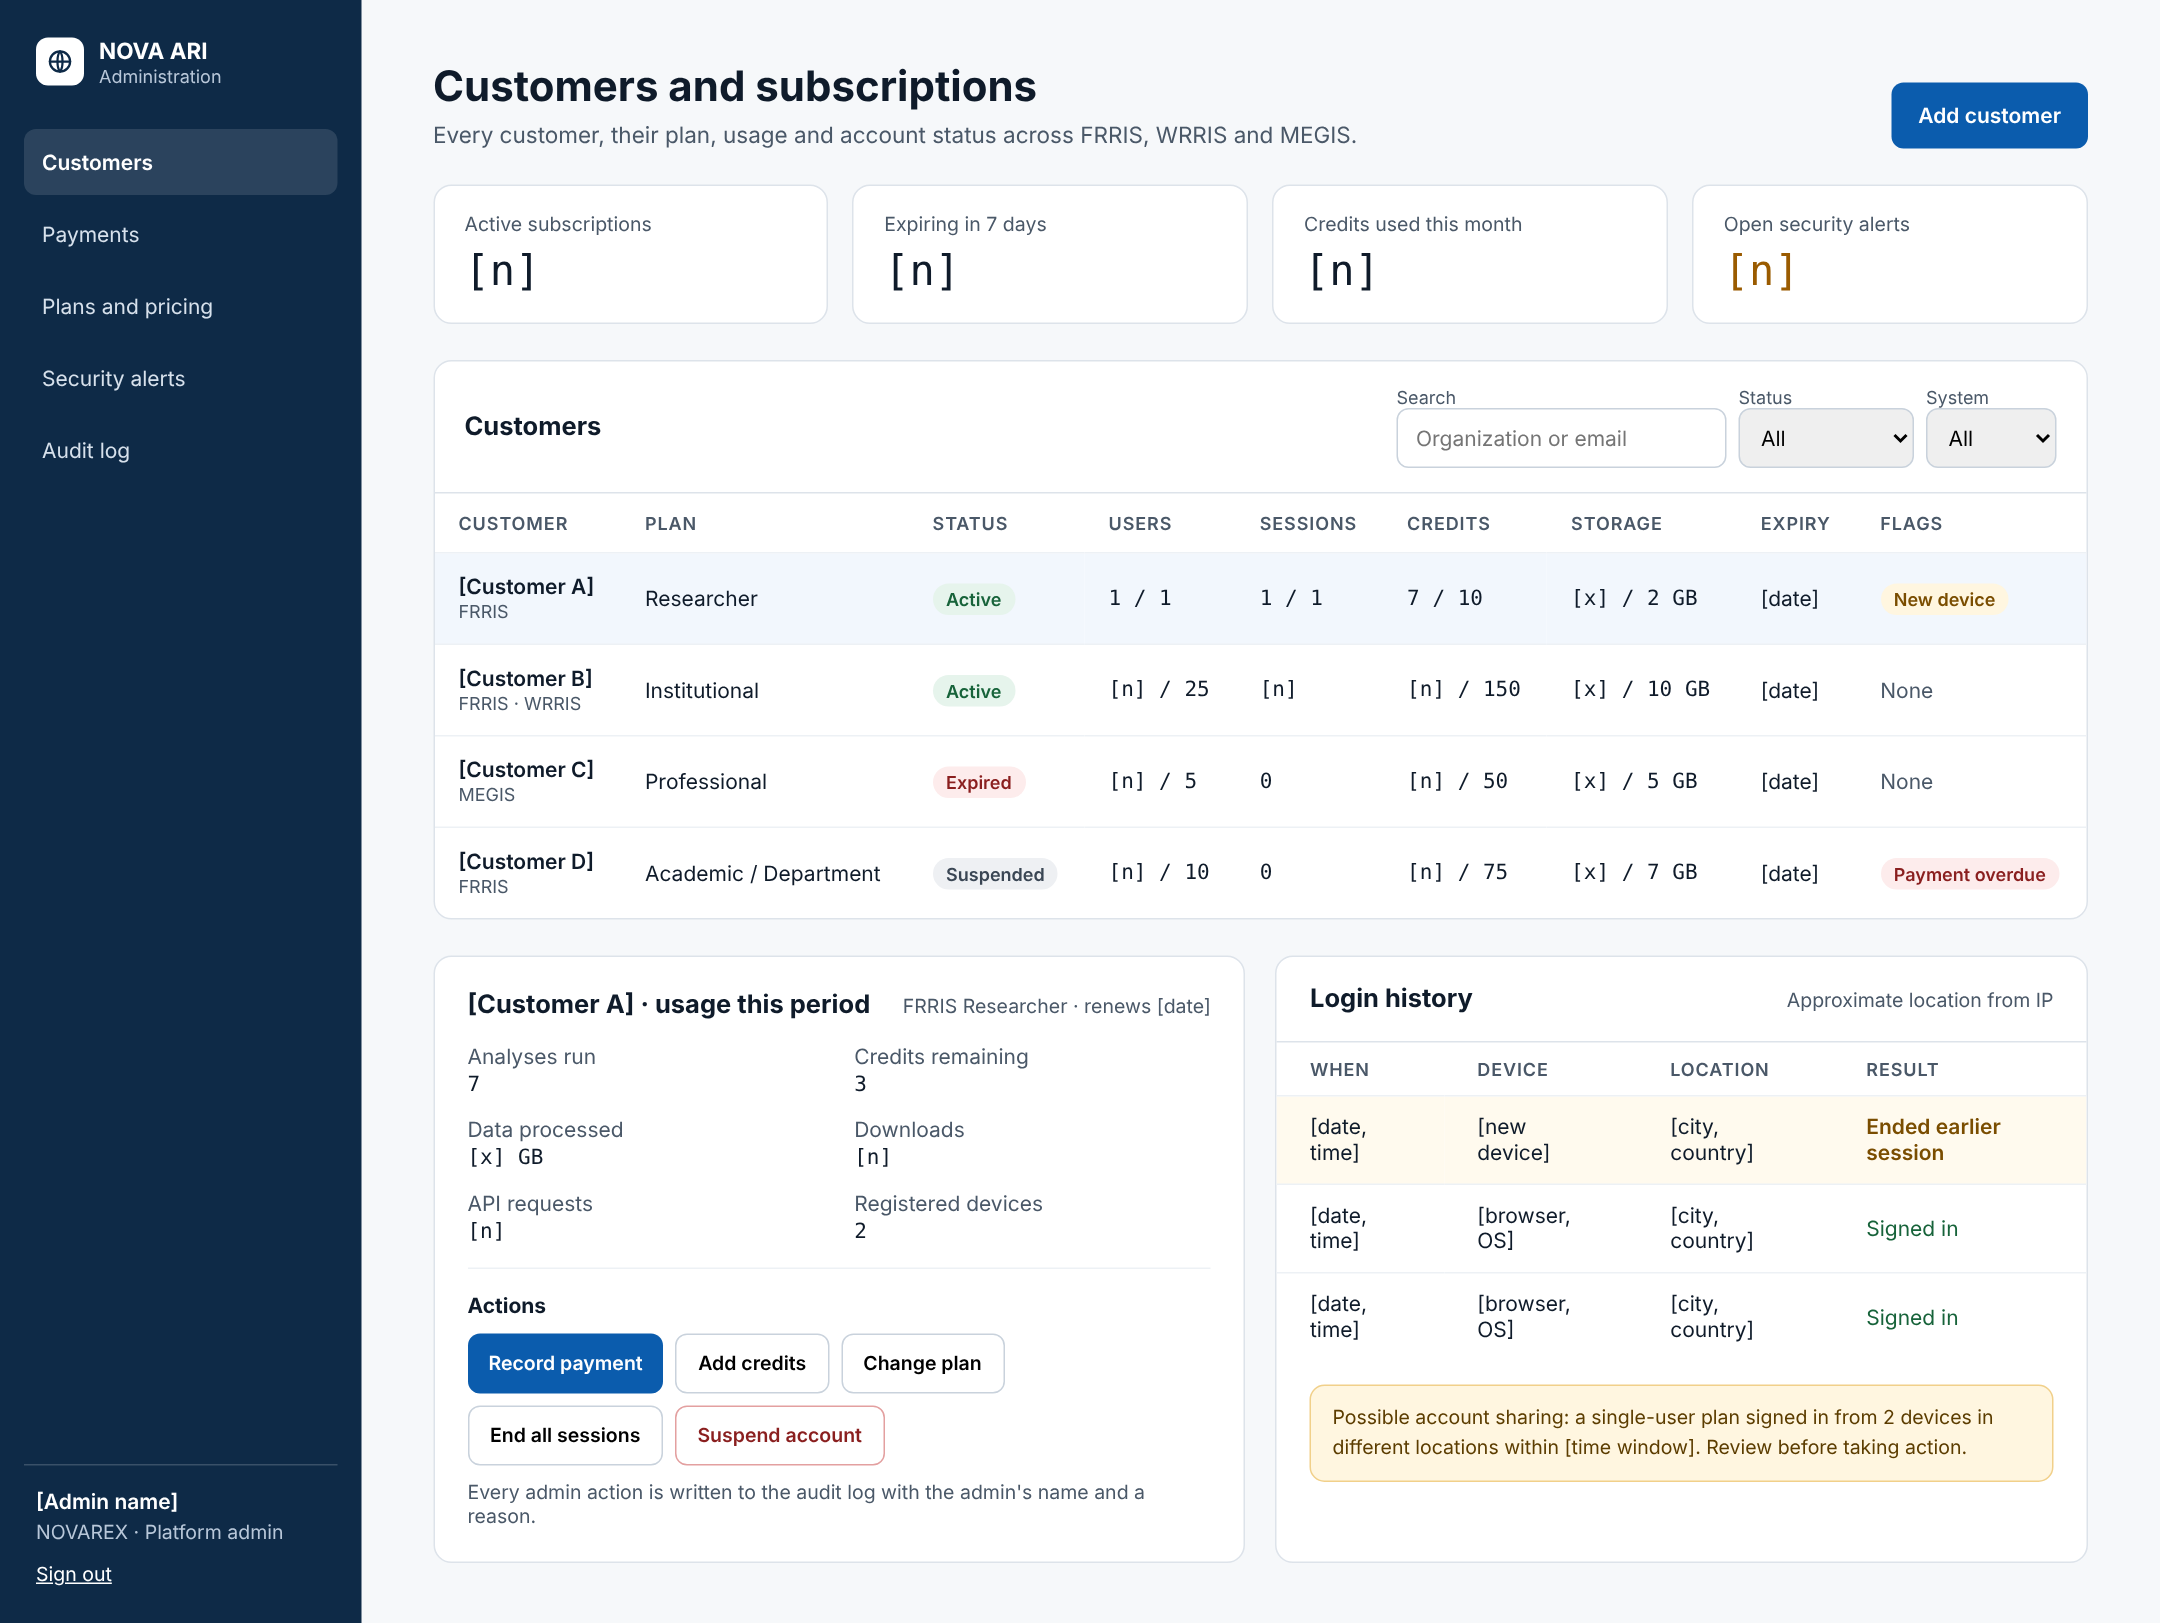 NOVA ARI
Administration
Customers
Payments
Plans and pricing
Security alerts
Audit log
[Admin name]
NOVAREX · Platform admin
Sign out
Customers and subscriptions
Every customer, their plan, usage and account status across FRRIS, WRRIS and MEGIS.
Add customer
Active subscriptions
[n]
Expiring in 7 days
[n]
Credits used this month
[n]
Open security alerts
[n]
Customers
Search
Organization or email
Status
All
System
All
CUSTOMER PLAN STATUS USERS SESSIONS CREDITS STORAGE EXPIRY FLAGS
[Customer A] Researcher Active 1 / 1 1 / 1 7 / 10 [x] / 2 GB [date] New device
FRRIS
[Customer B] Institutional Active [n] / 25 [n] [n] / 150 [x] / 10 GB [date] None
FRRIS · WRRIS
[Customer C] Professional Expired [n] / 5 0 [n] / 50 [x] / 5 GB [date] None
MEGIS
[Customer D] Academic / Department Suspended [n] / 10 0 [n] / 75 [x] / 7 GB [date] Payment overdue
FRRIS
[Customer A] · usage this period FRRIS Researcher · renews [date]
Analyses run
7
Credits remaining
3
Data processed
[x] GB
Downloads
[n]
API requests
[n]
Registered devices
2
Actions
Record payment
Add credits
Change plan
End all sessions
Suspend account
Every admin action is written to the audit log with the admin's name and a
reason.
Login history Approximate location from IP
WHEN DEVICE LOCATION RESULT
[date, [new [city, Ended earlier
time] device] country] session
[date, [browser, [city, Signed in
time] OS] country]
[date, [browser, [city, Signed in
time] OS] country]
Possible account sharing: a single-user plan signed in from 2 devices in
different locations within [time window]. Review before taking action.